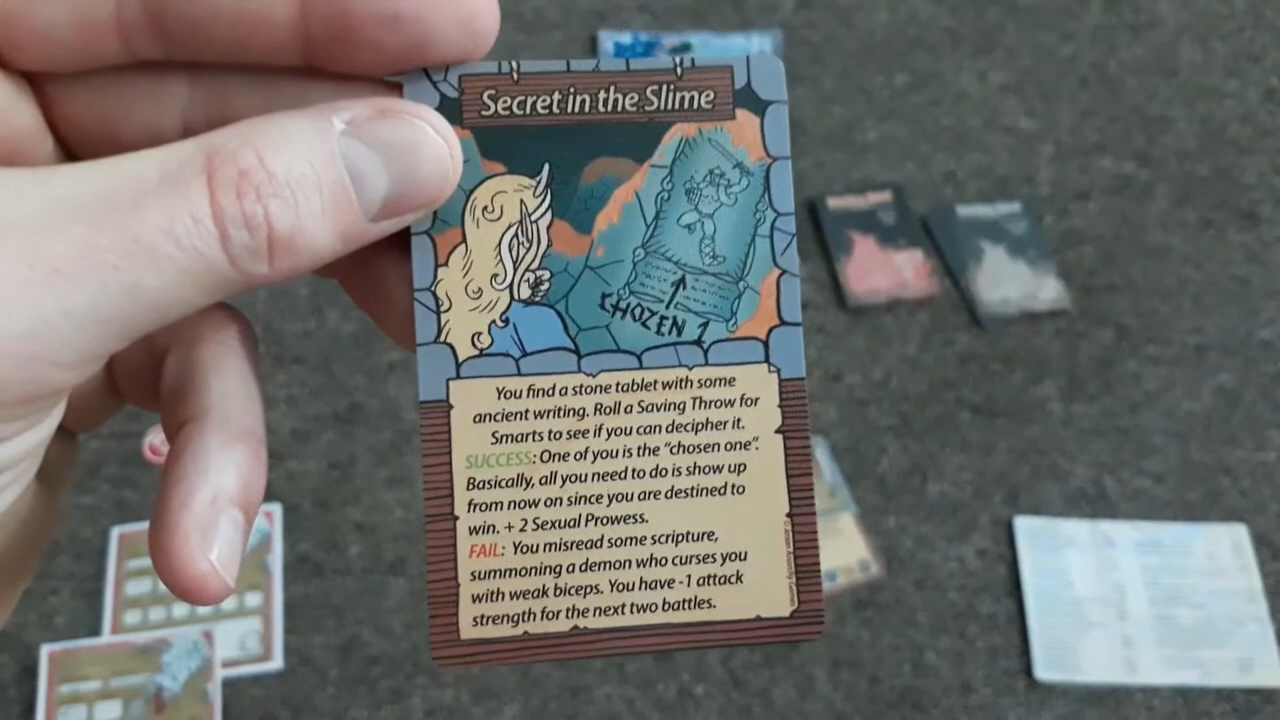 Secret in the Slime
CHOZEN 1
You find a stone tablet with some
ancient writing. Roll a Saving Throw for
Smarts to see if you can decipher it.
SUCCESS: One of you is the "chosen one".
Basically, all you need to do is show up
from now on since you are destined to
win. + 2 Sexual Prowess.
FAIL: You misread some scripture,
summoning a demon who curses you
with weak biceps. You have -1 attack
strength for the next two battles.